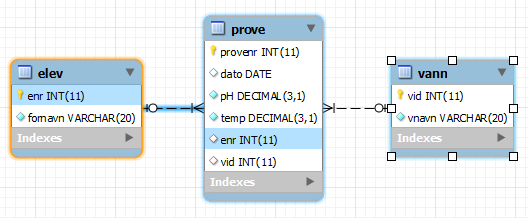 elev
enr INT(11)
fornavn VARCHAR(20)
Indexes
prove
provenr INT(11)
dato DATE
pH DECIMAL(3,1)
temp DECIMAL(3,1)
enr INT(11)
vid INT(11)
Indexes
vann
vid INT(11)
vnavn VARCHAR(20)
Indexes